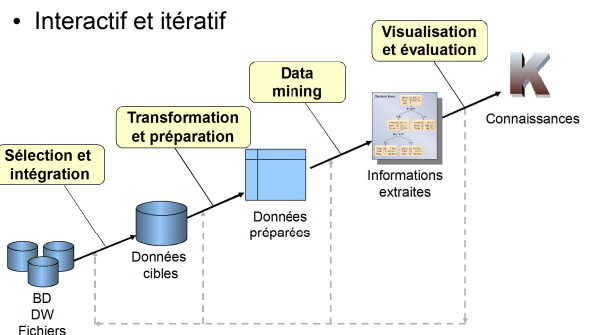 • Interactif et itératif
Visualisation
et évaluation
Data
mining
Transformation
et préparation
Sélection et
intégration
K
Connaissances
Informations
extraites
Données
préparées
Données
cibles
BD
DW
Fichiers